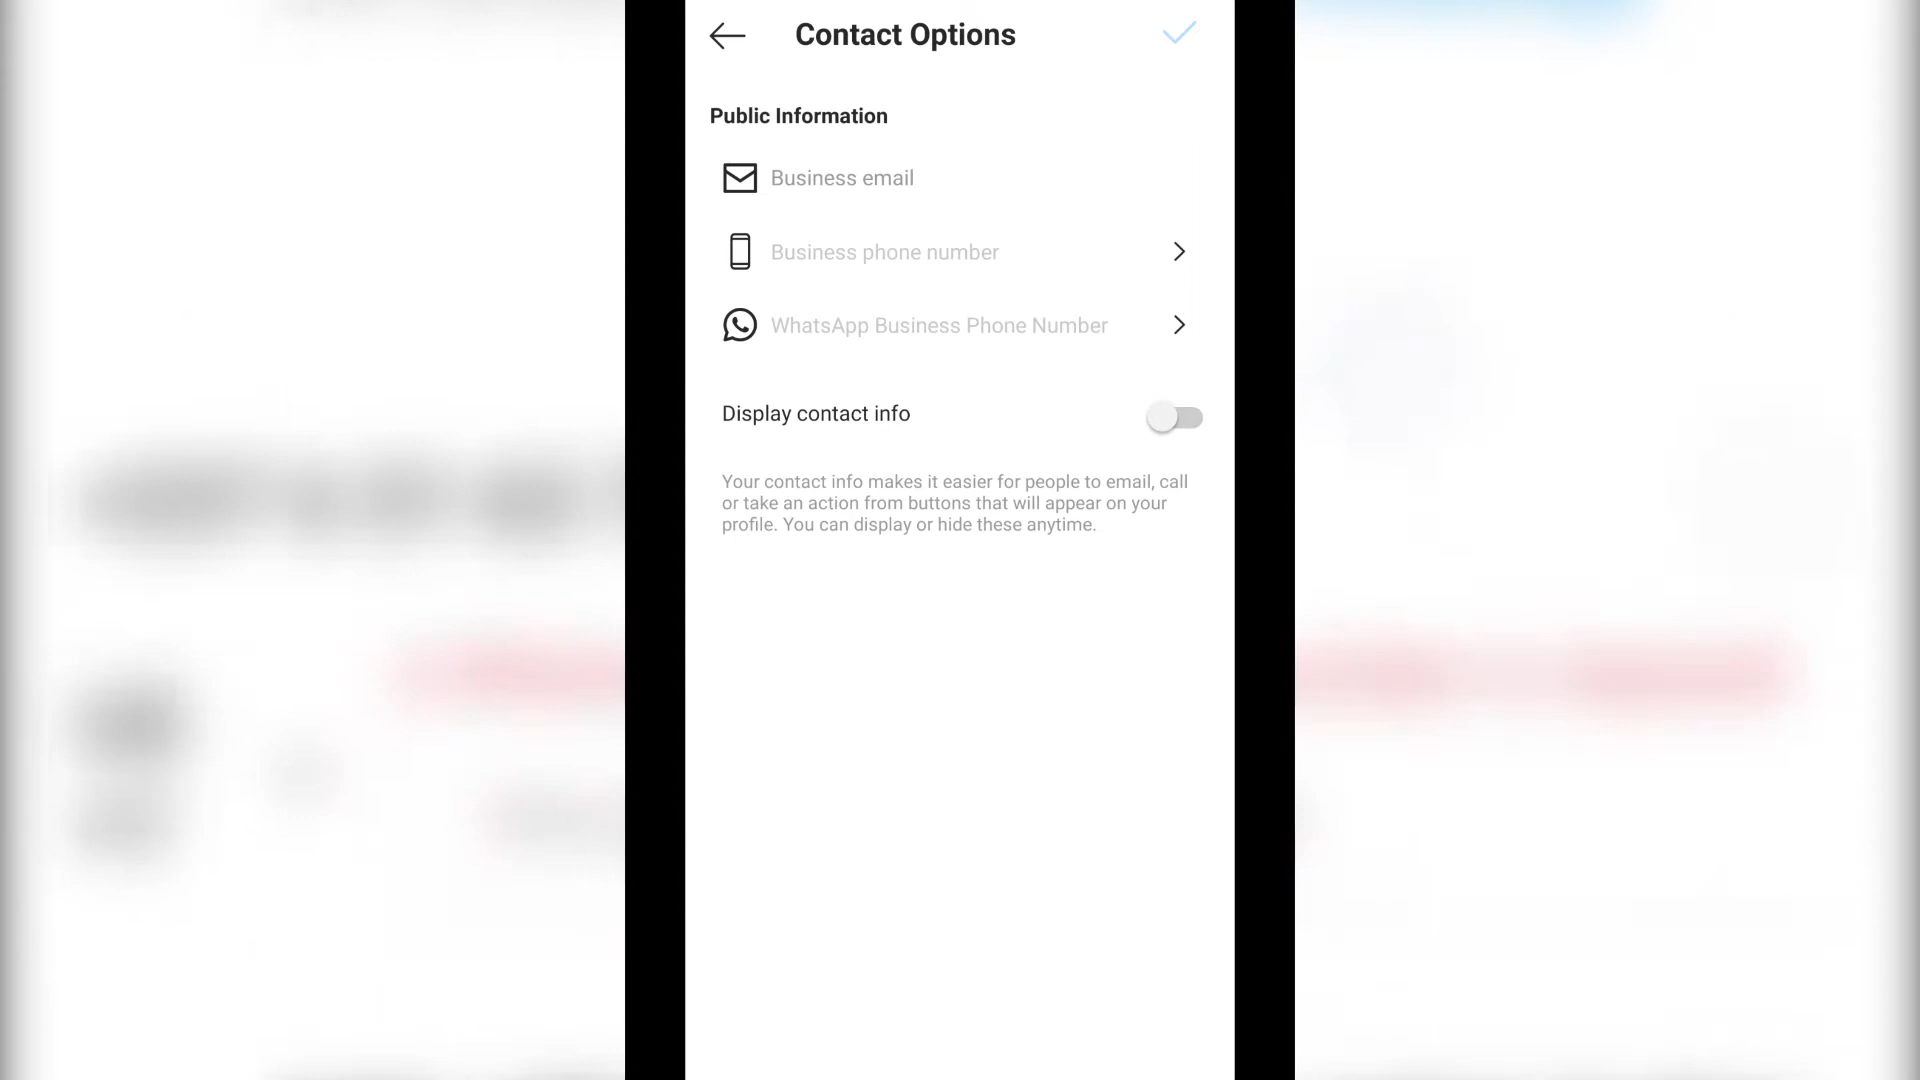 Contact Options
Public Information
Business email
Business phone number
WhatsApp Business Phone Number
Display contact info
Your contact info makes it easier for people to email, call
or take an action from buttons that will appear on your
profile. You can display or hide these anytime.